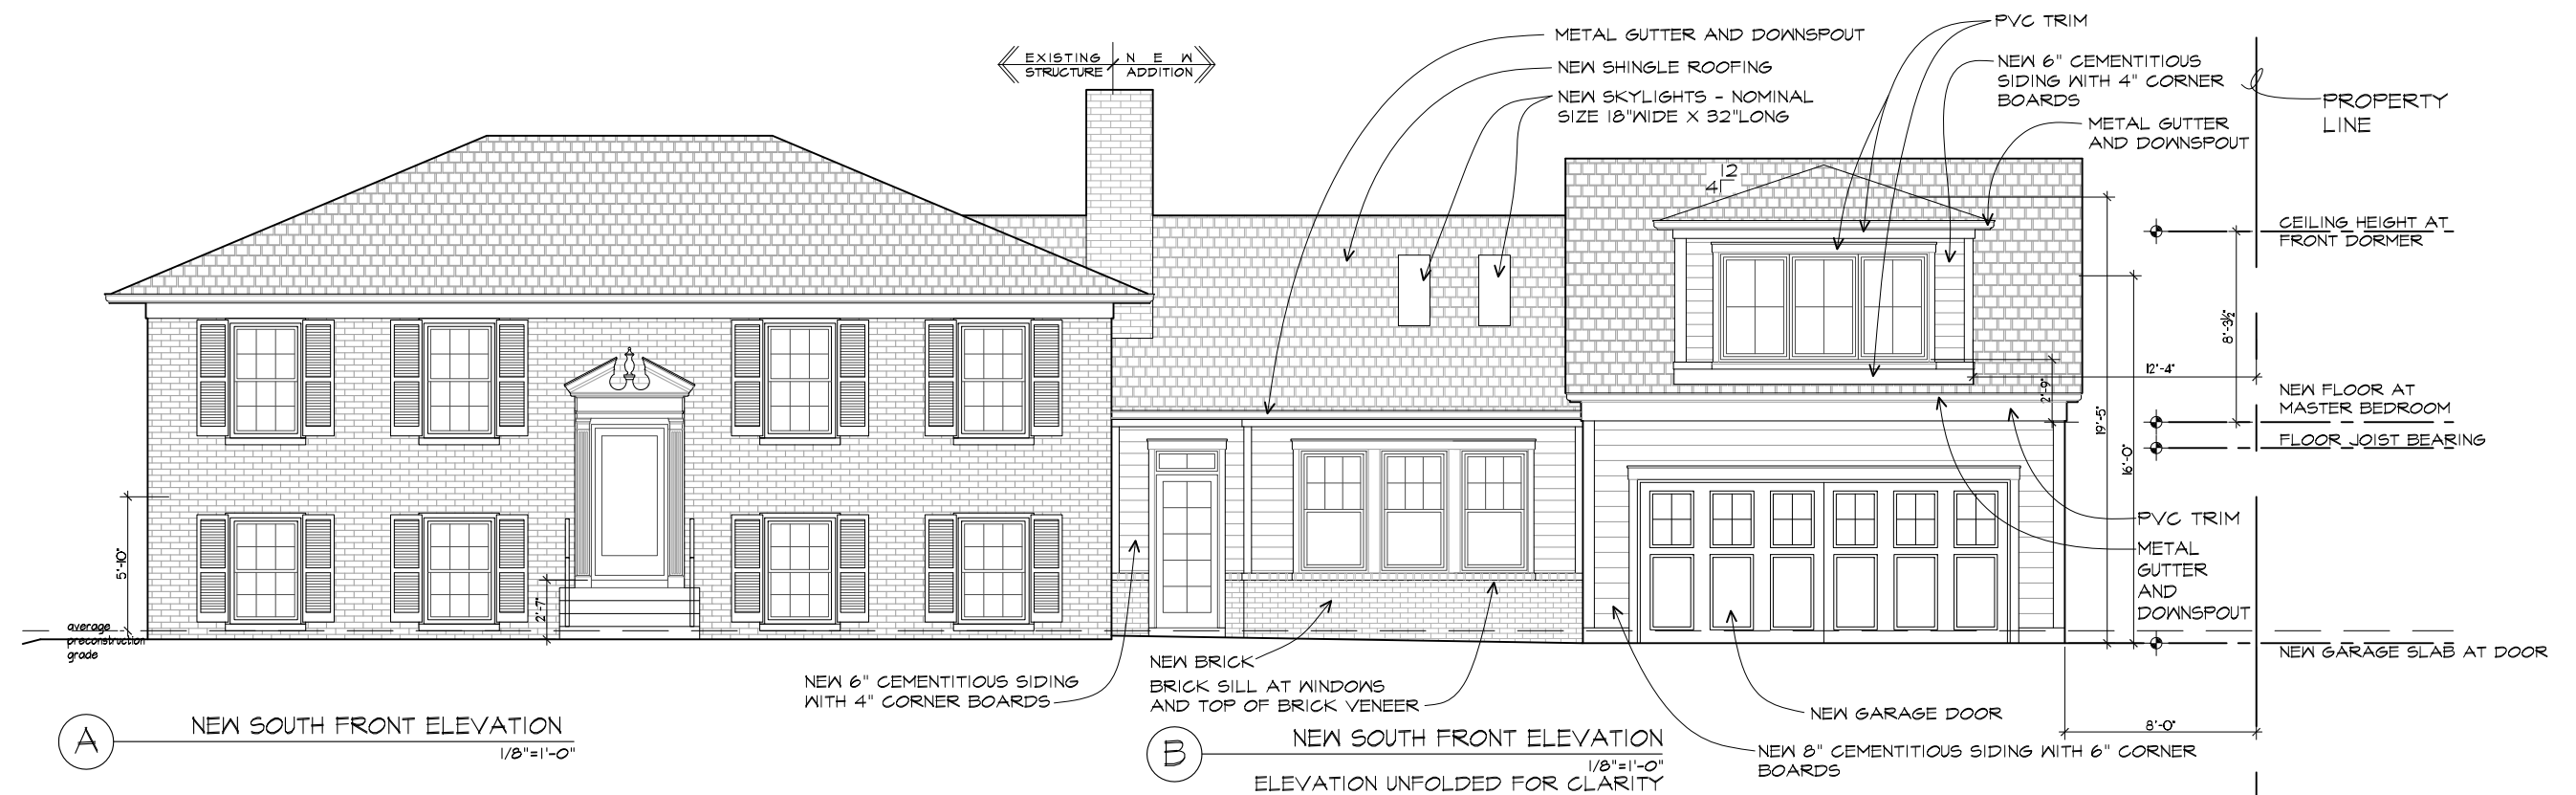 METAL GUTTER AND DOWNSPOUT
NEW SHINGLE ROOFING
NEW SKYLIGHTS - NOMINAL
SIZE 18"WIDE X 32"LONG
EXISTING
STRUCTURE
NEW
ADDITION
PVC TRIM
NEW 6" CEMENTITIOUS
SIDING WITH 4" CORNER
BOARDS
PROPERTY
LINE
METAL GUTTER
AND DOWNSPOUT
12
4
CEILING HEIGHT AT
FRONT DORMER
8'-3½"
12'-4"
2'-9"
19'-5"
16'-0"
NEW FLOOR AT
MASTER BEDROOM
FLOOR JOIST BEARING
PVC TRIM
METAL
GUTTER
AND
DOWNSPOUT
NEW GARAGE SLAB AT DOOR
8'-0"
5'-10"
2'-7"
average
preconstruction
grade
NEW 6" CEMENTITIOUS SIDING
WITH 4" CORNER BOARDS
NEW BRICK
BRICK SILL AT WINDOWS
AND TOP OF BRICK VENEER
NEW GARAGE DOOR
NEW 8" CEMENTITIOUS SIDING WITH 6" CORNER
BOARDS
A
NEW SOUTH FRONT ELEVATION
1/8"=1'-0"
B
NEW SOUTH FRONT ELEVATION
1/8"=1'-0"
ELEVATION UNFOLDED FOR CLARITY